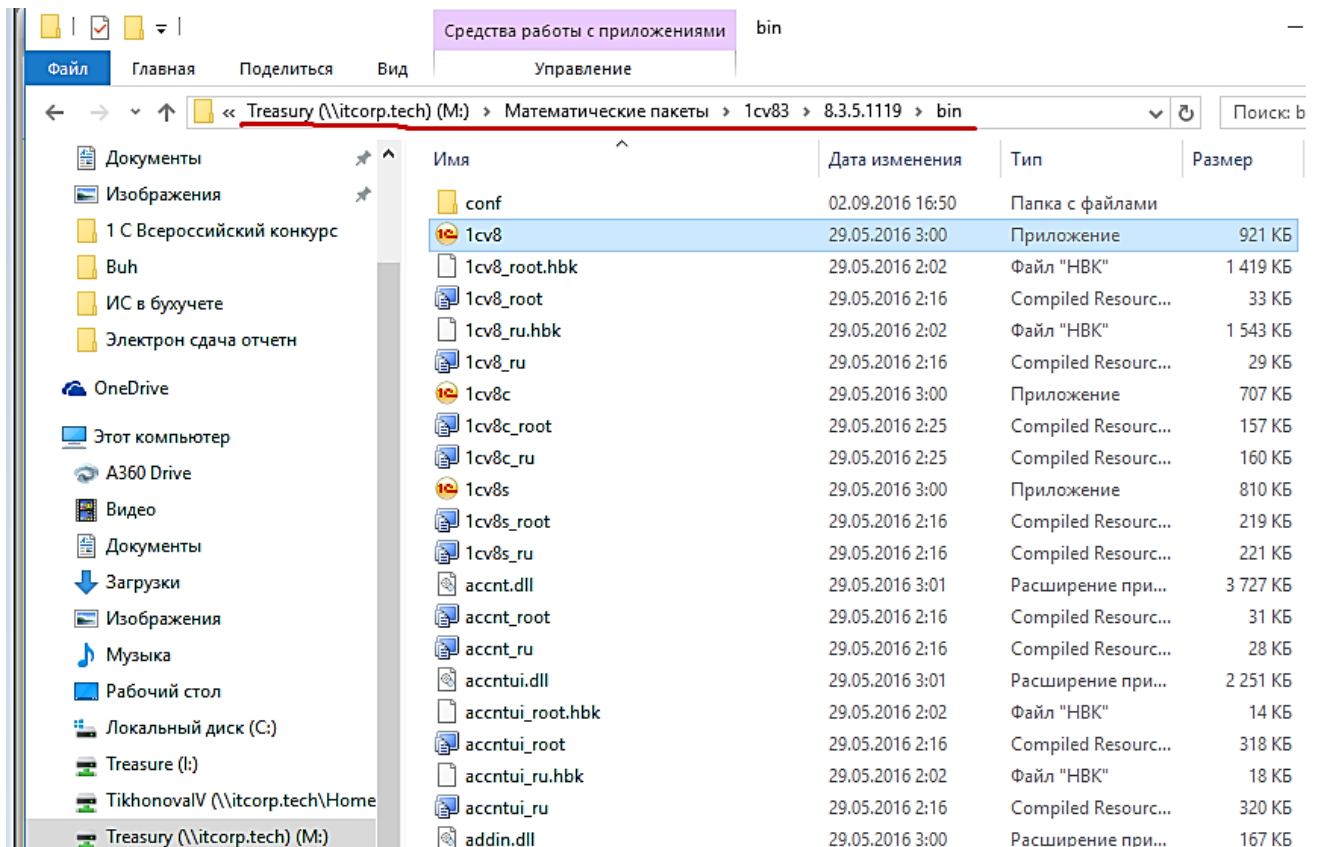 Средства работы с приложениями bin
Файл Главная Поделиться Вид Управление
« Treasury (\\itcorp.tech) (M:) › Математические пакеты › 1cv83 › 8.3.5.1119 › bin Поиск: b
Документы
Изображения
1 С Всероссийский конкурс
Buh
ИС в бухучете
Электрон сдача отчетн
OneDrive
Этот компьютер
A360 Drive
Видео
Документы
Загрузки
Изображения
Музыка
Рабочий стол
Локальный диск (C:)
Treasure (I:)
TikhonovaIV (\\itcorp.tech\Home
Treasury (\\itcorp.tech) (M:)
Имя Дата изменения Тип Размер
conf 02.09.2016 16:50 Папка с файлами
1cv8 29.05.2016 3:00 Приложение 921 КБ
1cv8_root.hbk 29.05.2016 2:02 Файл "HBK" 1 419 КБ
1cv8_root 29.05.2016 2:16 Compiled Resourc... 33 КБ
1cv8_ru.hbk 29.05.2016 2:02 Файл "HBK" 1 543 КБ
1cv8_ru 29.05.2016 2:16 Compiled Resourc... 29 КБ
1cv8c 29.05.2016 3:00 Приложение 707 КБ
1cv8c_root 29.05.2016 2:25 Compiled Resourc... 157 КБ
1cv8c_ru 29.05.2016 2:25 Compiled Resourc... 160 КБ
1cv8s 29.05.2016 3:00 Приложение 810 КБ
1cv8s_root 29.05.2016 2:16 Compiled Resourc... 219 КБ
1cv8s_ru 29.05.2016 2:16 Compiled Resourc... 221 КБ
accnt.dll 29.05.2016 3:01 Расширение при... 3 727 КБ
accnt_root 29.05.2016 2:16 Compiled Resourc... 31 КБ
accnt_ru 29.05.2016 2:16 Compiled Resourc... 28 КБ
accntui.dll 29.05.2016 3:01 Расширение при... 2 251 КБ
accntui_root.hbk 29.05.2016 2:02 Файл "HBK" 14 КБ
accntui_root 29.05.2016 2:16 Compiled Resourc... 318 КБ
accntui_ru.hbk 29.05.2016 2:02 Файл "HBK" 18 КБ
accntui_ru 29.05.2016 2:16 Compiled Resourc... 320 КБ
addin.dll 29.05.2016 3:00 Расширение при... 167 КБ